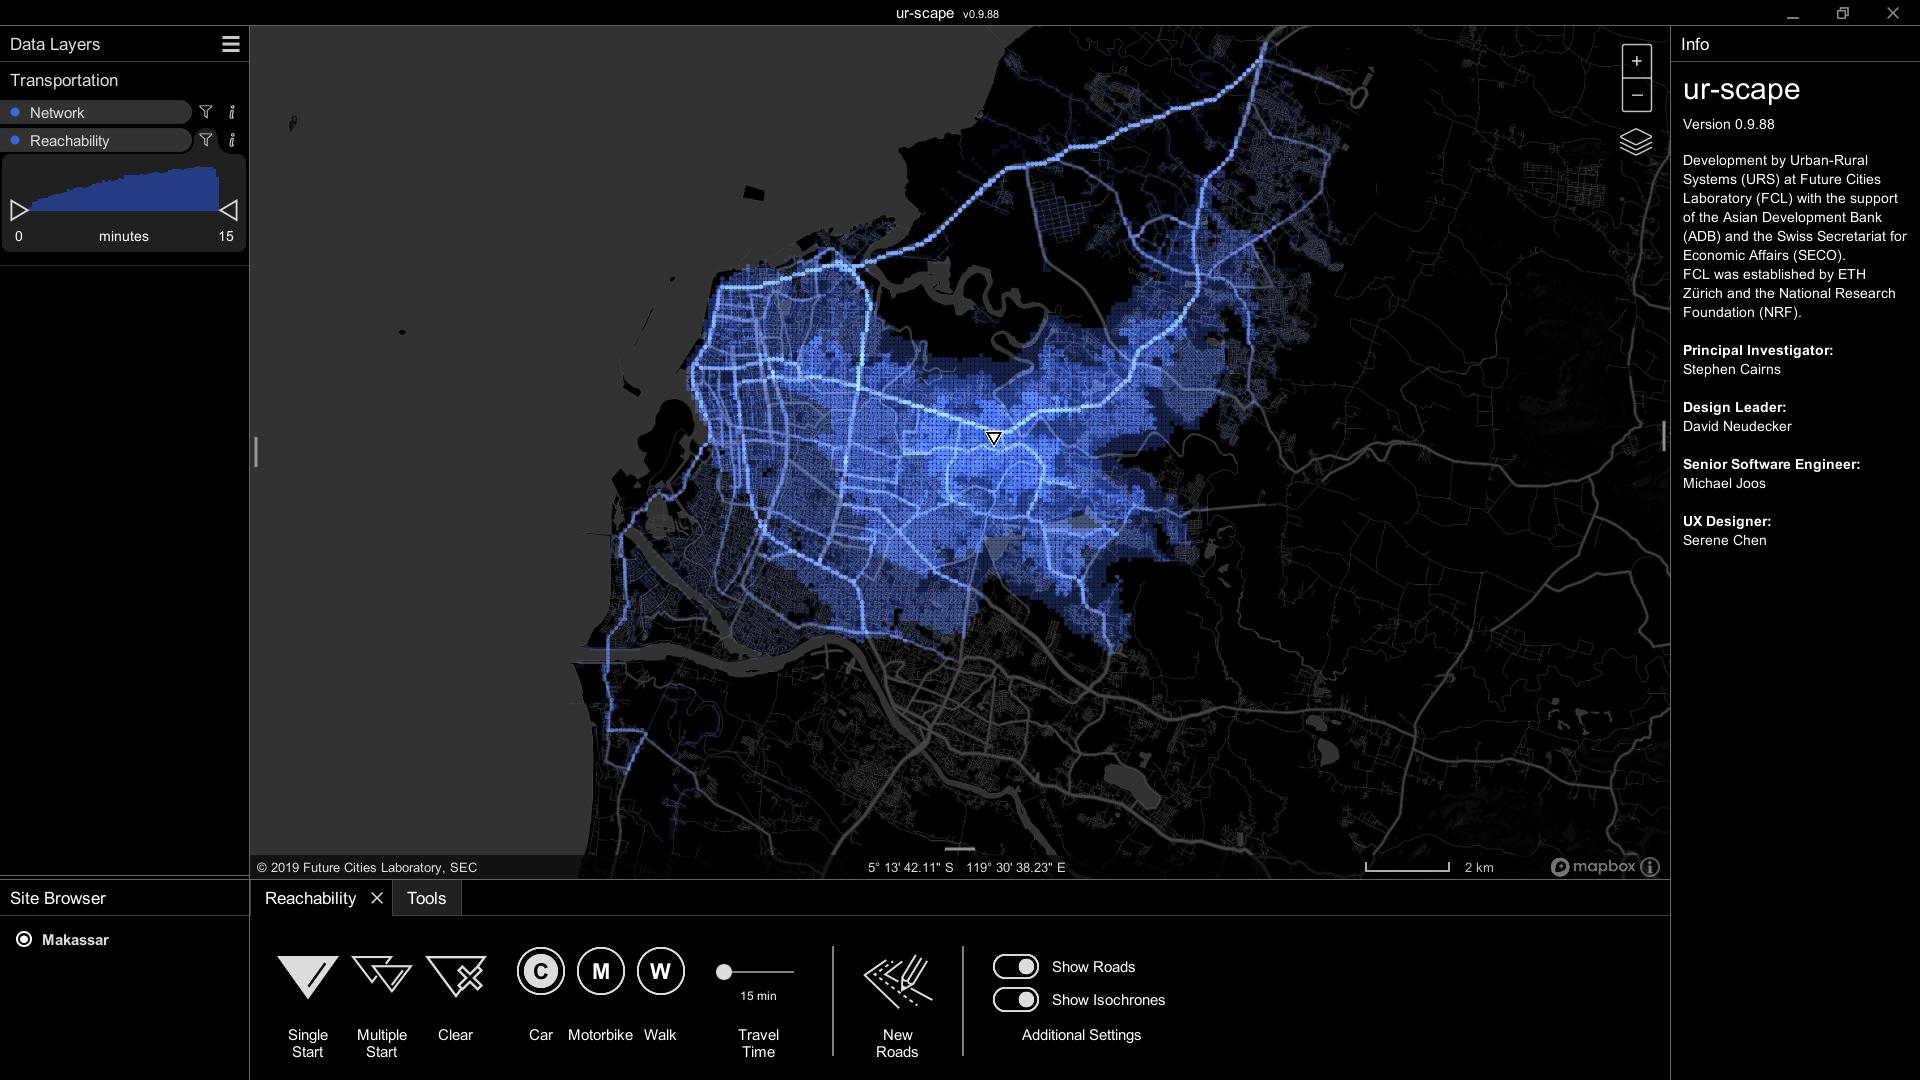 ur-scape v0.9.88
Data Layers
Transportation
Network
Reachability
0 minutes 15
Site Browser
Makassar
© 2019 Future Cities Laboratory, SEC
5° 13' 42.11" S 119° 30' 38.23" E
2 km
mapbox
Reachability
Tools
Single
Start
Multiple
Start
Clear
C
Car
M
Motorbike
W
Walk
15 min
Travel
Time
New
Roads
Show Roads
Show Isochrones
Additional Settings
Info
ur-scape
Version 0.9.88
Development by Urban-Rural
Systems (URS) at Future Cities
Laboratory (FCL) with the support
of the Asian Development Bank
(ADB) and the Swiss Secretariat for
Economic Affairs (SECO).
FCL was established by ETH
Zürich and the National Research
Foundation (NRF).
Principal Investigator:
Stephen Cairns
Design Leader:
David Neudecker
Senior Software Engineer:
Michael Joos
UX Designer:
Serene Chen